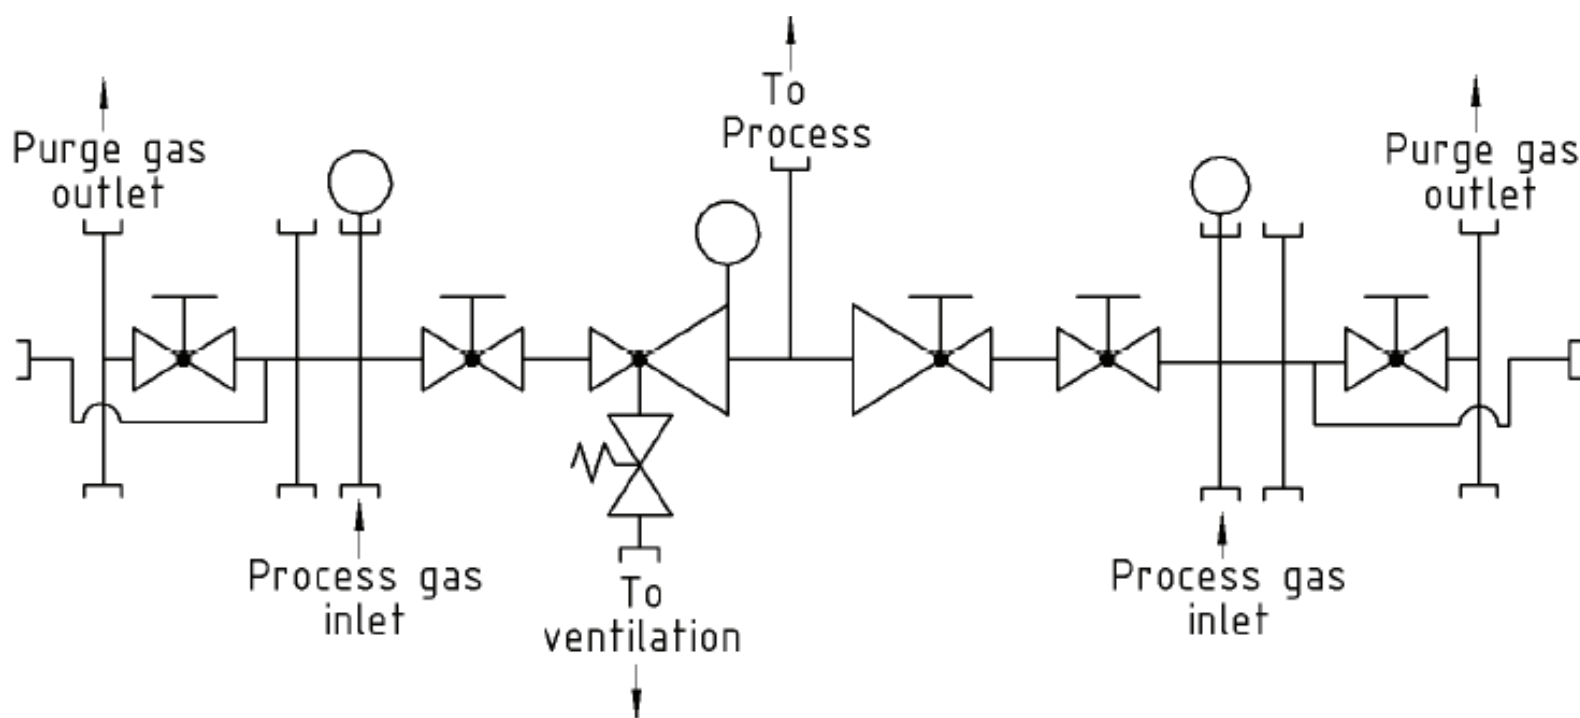 To
Process
Purge gas
outlet
Purge gas
outlet
Process gas
inlet
To
ventilation
Process gas
inlet